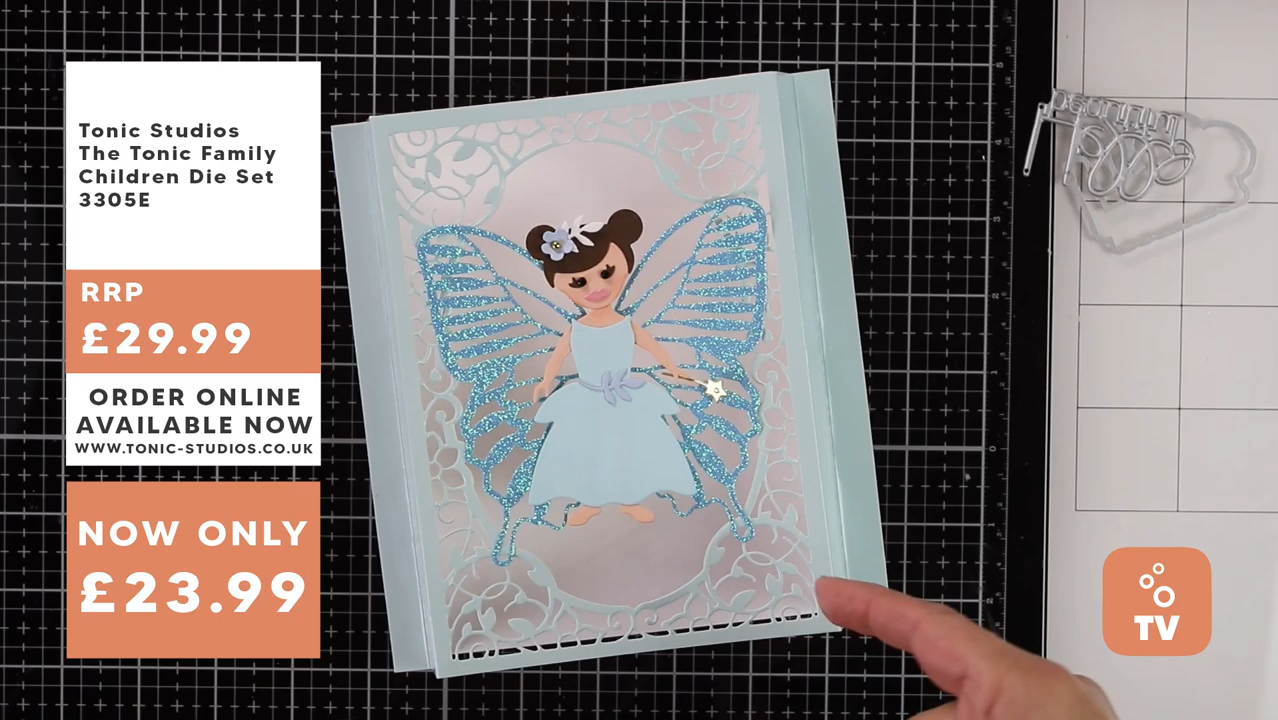 Tonic Studios
The Tonic Family
Children Die Set
3305E
RRP
£29.99
ORDER ONLINE
AVAILABLE NOW
WWW.TONIC-STUDIOS.CO.UK
NOW ONLY
£23.99
TV